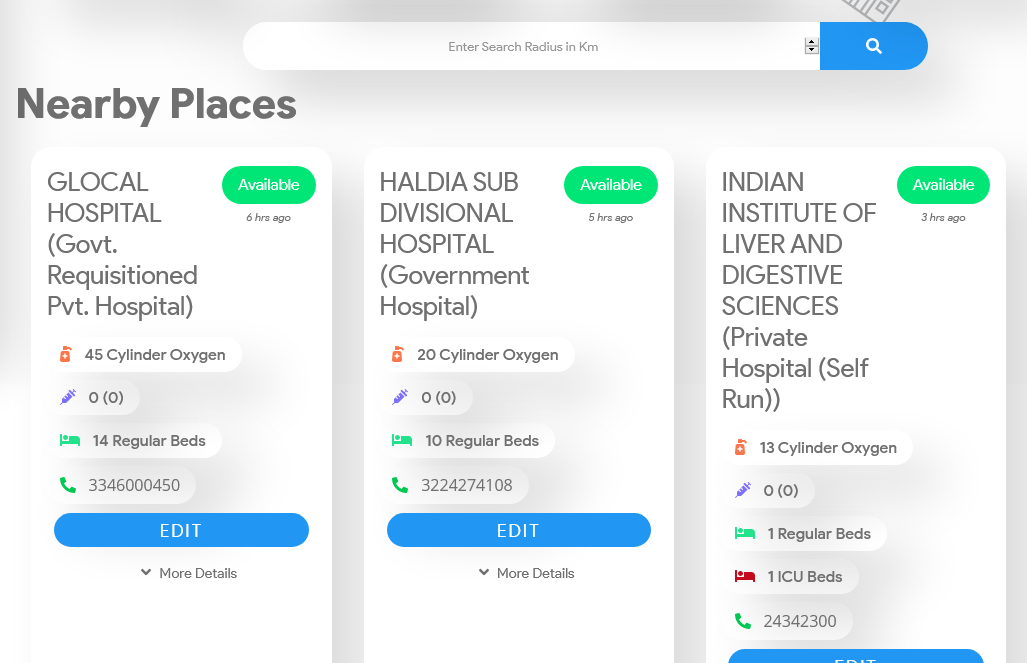 Enter Search Radius in Km
Nearby Places
GLOCAL
HOSPITAL
(Govt.
Requisitioned
Pvt. Hospital)
Available
6 hrs ago
45 Cylinder Oxygen
0 (0)
14 Regular Beds
3346000450
EDIT
More Details
HALDIA SUB
DIVISIONAL
HOSPITAL
(Government
Hospital)
Available
5 hrs ago
20 Cylinder Oxygen
0 (0)
10 Regular Beds
3224274108
EDIT
More Details
INDIAN
INSTITUTE OF
LIVER AND
DIGESTIVE
SCIENCES
(Private
Hospital (Self
Run))
Available
3 hrs ago
13 Cylinder Oxygen
0 (0)
1 Regular Beds
1 ICU Beds
24342300
EDIT